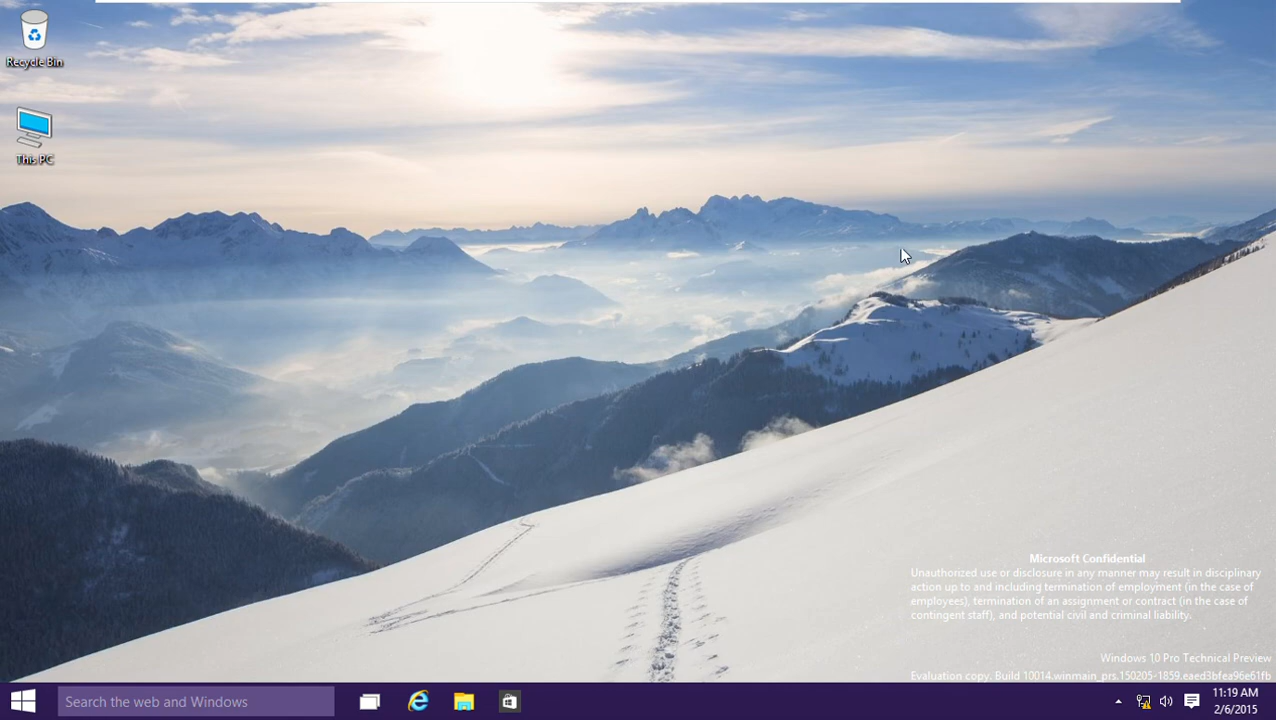 Recycle Bin
This PC
Microsoft Confidential
Unauthorized use or disclosure in any manner may result in disciplinary
action up to and including termination of employment (in the case of
employees), termination of an assignment or contract (in the case of
contingent staff), and potential civil and criminal liability.
Windows 10 Pro Technical Preview
Evaluation copy. Build 10014.winmain_prs.150205-1859.eaed3bfea96e61fb
Search the web and Windows
11:19 AM
2/6/2015